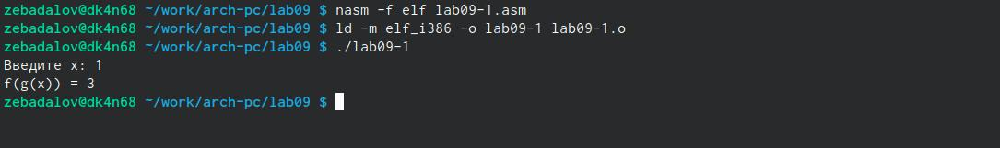 zebadalov@dk4n68 ~/work/arch-pc/lab09 $ nasm -f elf lab09-1.asm
zebadalov@dk4n68 ~/work/arch-pc/lab09 $ ld -m elf_i386 -o lab09-1 lab09-1.o
zebadalov@dk4n68 ~/work/arch-pc/lab09 $ ./lab09-1
Введите x: 1
f(g(x)) = 3
zebadalov@dk4n68 ~/work/arch-pc/lab09 $